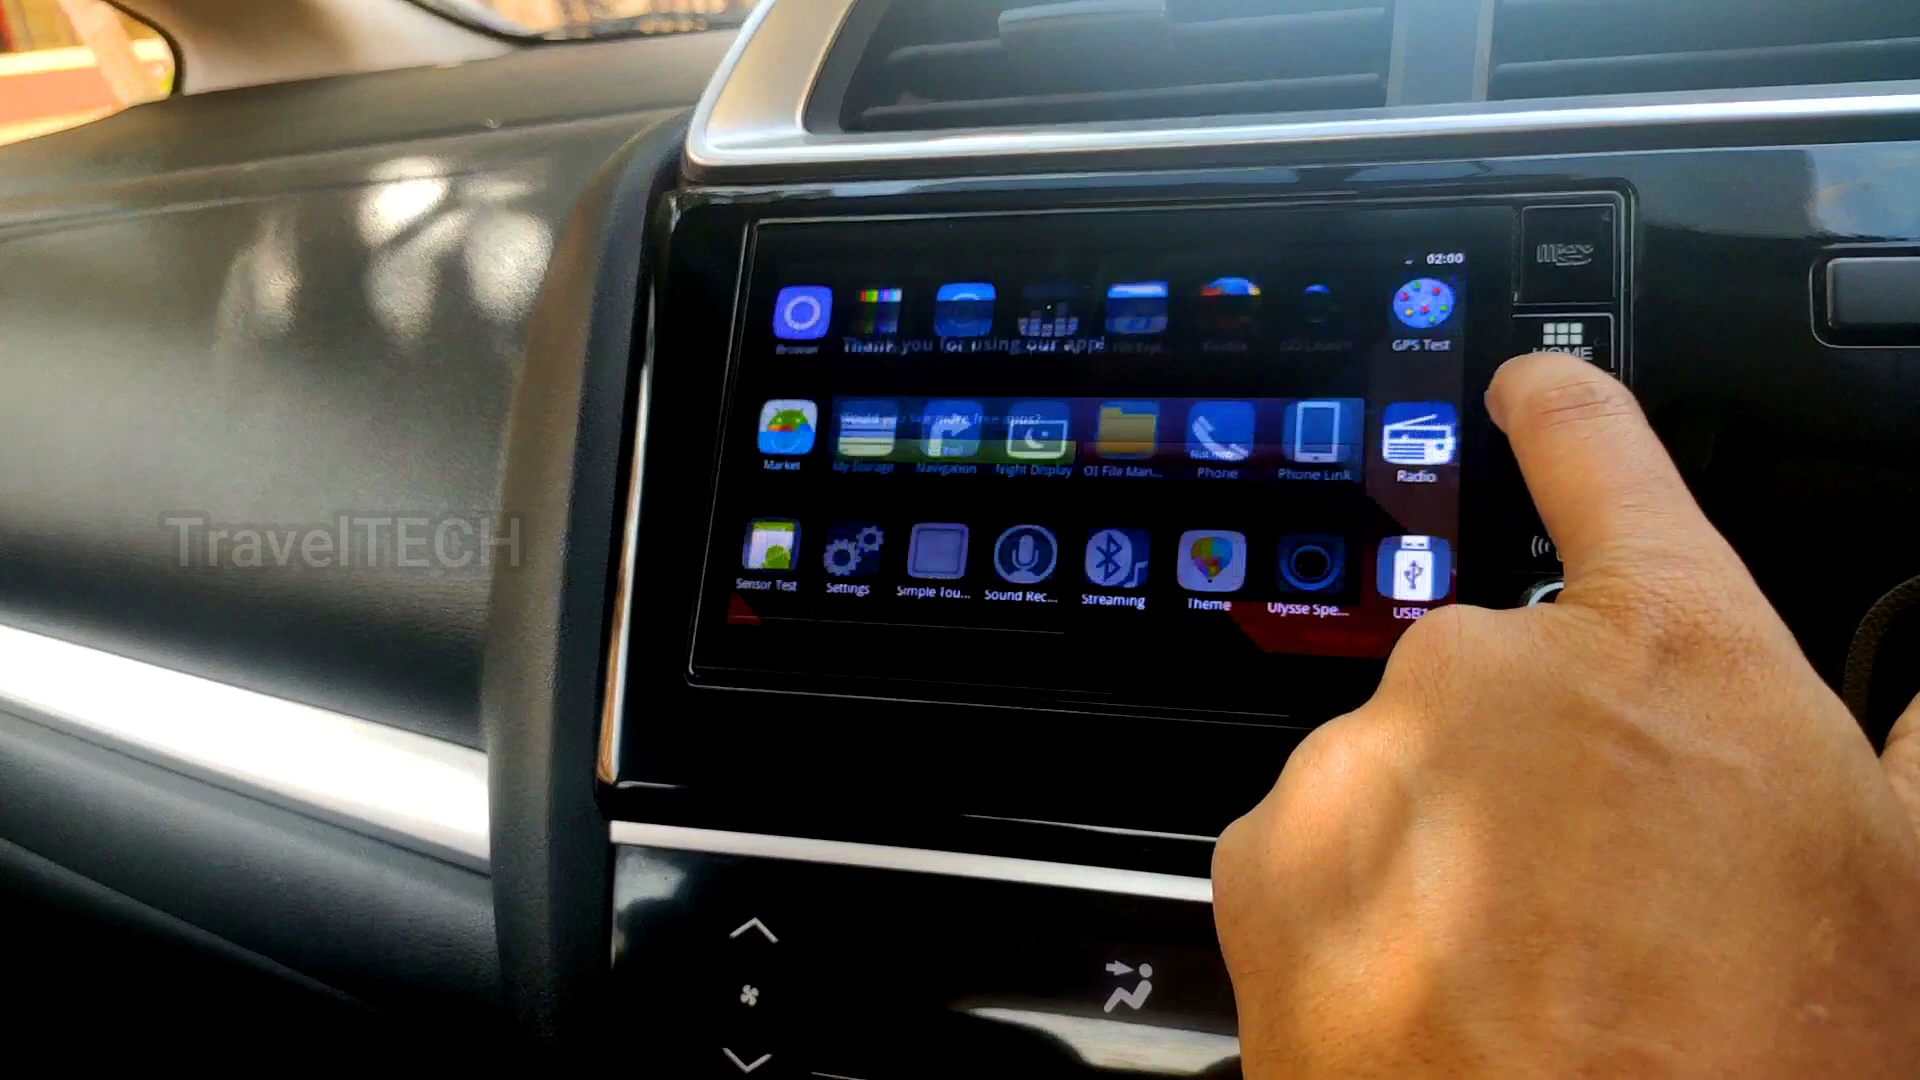 micro
02:00
HOME
Browser
GPS Test
Thank you for using our app!
Would you like more free apps?
Market
My Storage
Navigation
Night Display
OI File Man...
Phone
Phone Link
Radio
TravelTECH
Sensor Test
Settings
Simple Tou...
Sound Rec...
Streaming
Theme
Ulysse Spe...